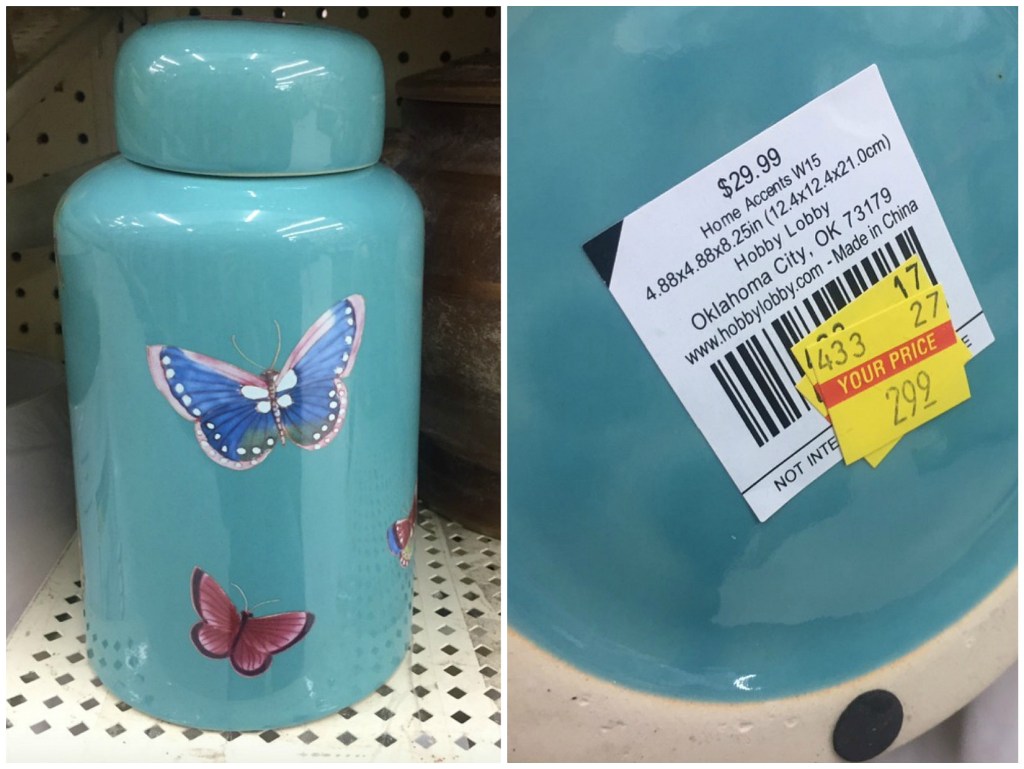 $29.99
Home Accents W15
4.88x4.88x8.25in (12.4x12.4x21.0cm)
Hobby Lobby
Oklahoma City, OK 73179
www.hobbylobby.com -Made in China
17
27
433
YOUR PRICE
299
NOT INTE
E